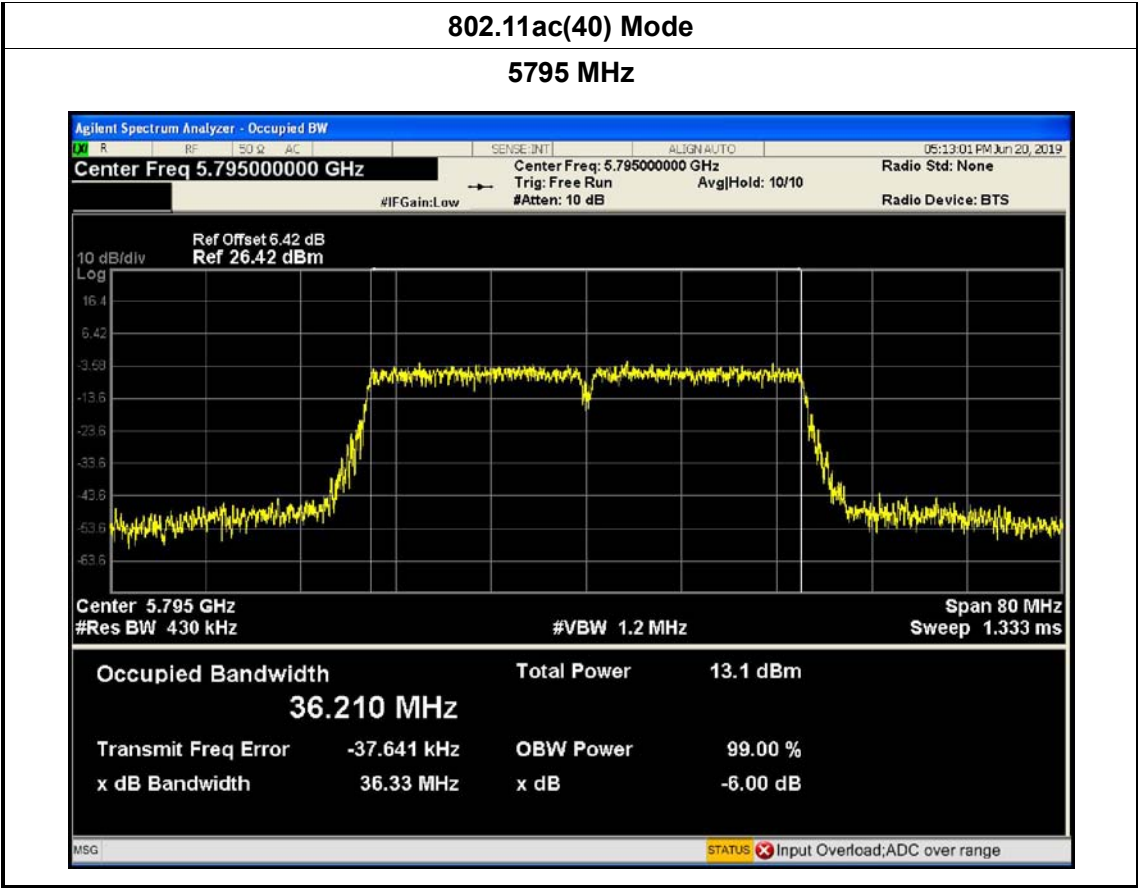 802.11ac(40) Mode
5795 MHz
Agilent Spectrum Analyzer - Occupied BW
R RF 50 Ω AC SENSE:INT ALIGN AUTO 05:13:01 PM Jun 20, 2019
Center Freq 5.795000000 GHz Center Freq: 5.795000000 GHz Radio Std: None
Trig: Free Run Avg|Hold: 10/10
#IFGain:Low #Atten: 10 dB Radio Device: BTS
Ref Offset 6.42 dB
10 dB/div Ref 26.42 dBm
Log
16.4
6.42
-3.58
-13.6
-23.6
-33.6
-43.6
-53.6
-63.6
Center 5.795 GHz Span 80 MHz
#Res BW 430 kHz #VBW 1.2 MHz Sweep 1.333 ms
Occupied Bandwidth Total Power 13.1 dBm
36.210 MHz
Transmit Freq Error -37.641 kHz OBW Power 99.00 %
x dB Bandwidth 36.33 MHz x dB -6.00 dB
MSG STATUS Input Overload;ADC over range